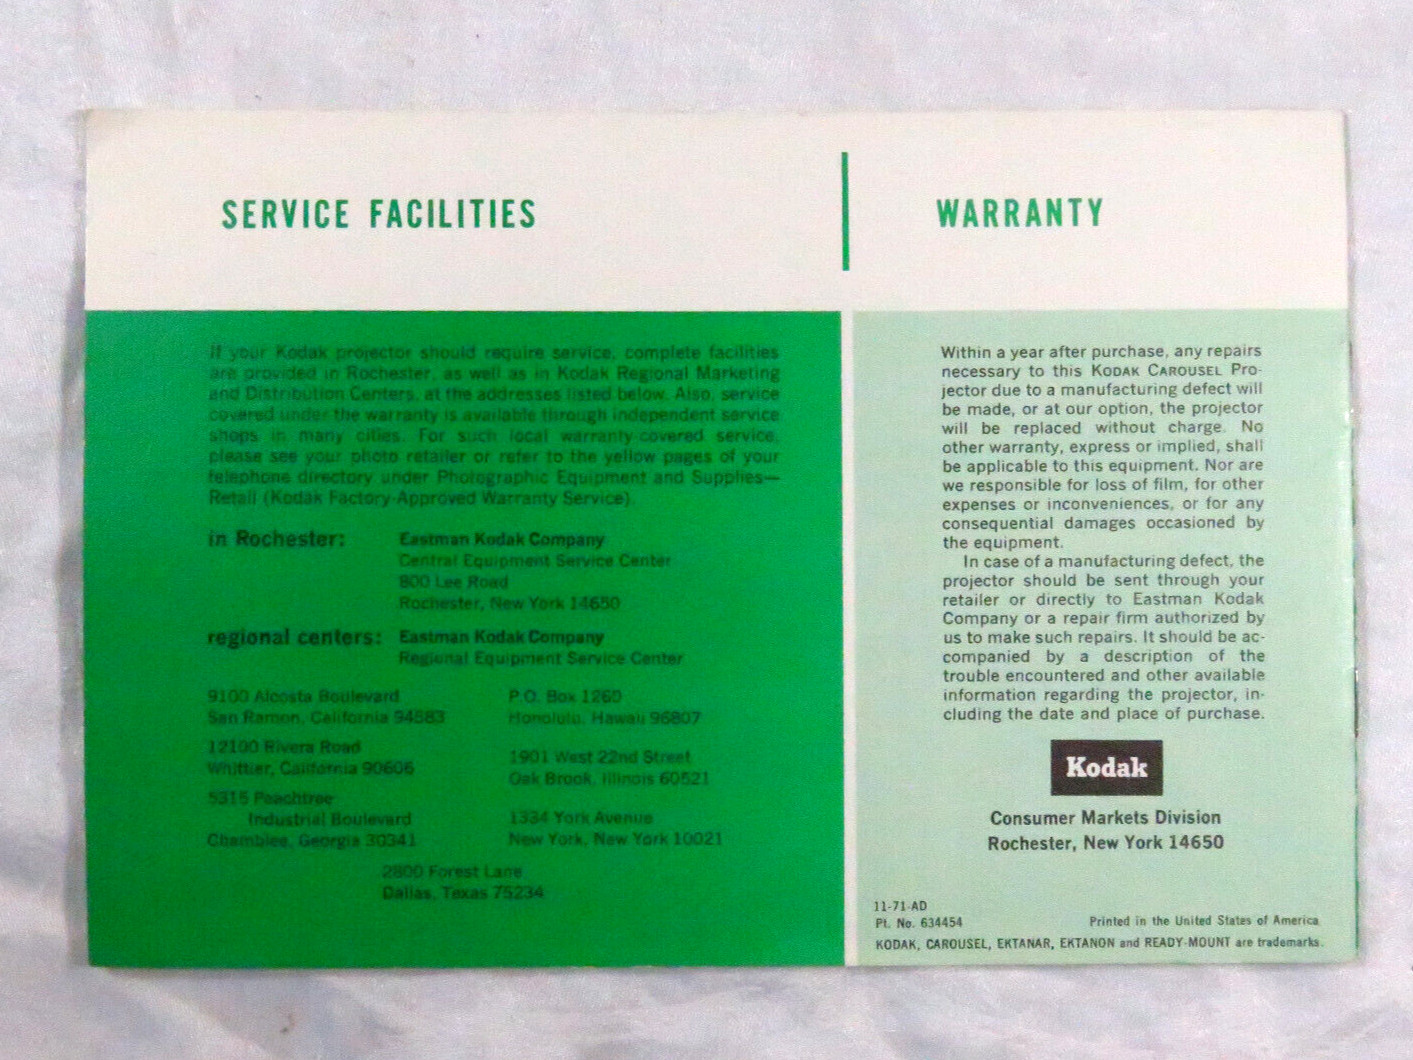 SERVICE FACILITIES
If your Kodak projector should require service, complete facilities
are provided in Rochester, as well as in Kodak Regional Marketing
and Distribution Centers, at the addresses listed below. Also, service
covered under the warranty is available through independent service
shops in many cities. For such local warranty-covered service,
please see your photo retailer or refer to the yellow pages of your
telephone directory under Photographic Equipment and Supplies—
Retail (Kodak Factory-Approved Warranty Service).
in Rochester: Eastman Kodak Company
Central Equipment Service Center
800 Lee Road
Rochester, New York 14650
regional centers: Eastman Kodak Company
Regional Equipment Service Center
9100 Alcosta Boulevard
San Ramon, California 94583
12100 Rivera Road
Whittier, California 90606
5315 Peachtree
Industrial Boulevard
Chamblee, Georgia 30341
P.O. Box 1260
Honolulu, Hawaii 96807
1901 West 22nd Street
Oak Brook, Illinois 60521
1334 York Avenue
New York, New York 10021
2800 Forest Lane
Dallas, Texas 75234
WARRANTY
Within a year after purchase, any repairs
necessary to this KODAK CAROUSEL Pro-
jector due to a manufacturing defect will
be made, or at our option, the projector
will be replaced without charge. No
other warranty, express or implied, shall
be applicable to this equipment. Nor are
we responsible for loss of film, for other
expenses or inconveniences, or for any
consequential damages occasioned by
the equipment.
In case of a manufacturing defect, the
projector should be sent through your
retailer or directly to Eastman Kodak
Company or a repair firm authorized by
us to make such repairs. It should be ac-
companied by a description of the
trouble encountered and other available
information regarding the projector, in-
cluding the date and place of purchase.
Kodak
Consumer Markets Division
Rochester, New York 14650
11-71-AD
Pt. No. 634454
Printed in the United States of America
KODAK, CAROUSEL, EKTANAR, EKTANON and READY-MOUNT are trademarks.